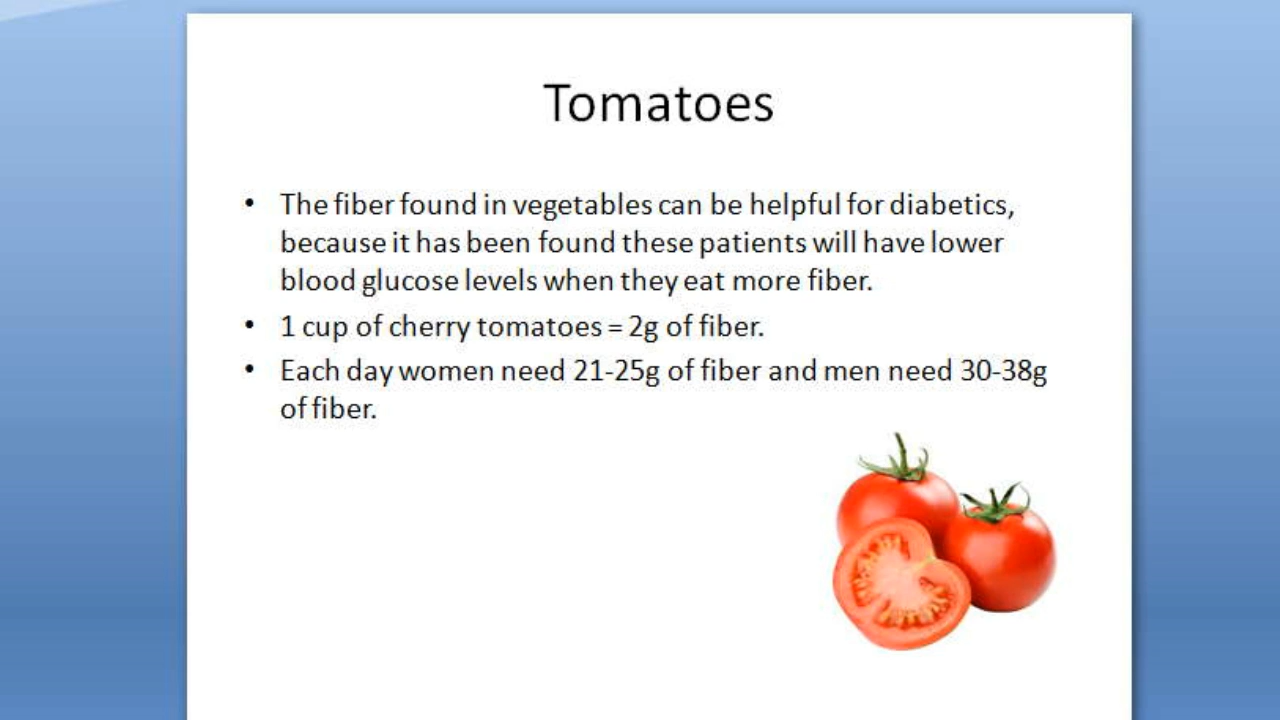 Tomatoes
• The fiber found in vegetables can be helpful for diabetics,
because it has been found these patients will have lower
blood glucose levels when they eat more fiber.
• 1 cup of cherry tomatoes = 2g of fiber.
• Each day women need 21-25g of fiber and men need 30-38g
of fiber.